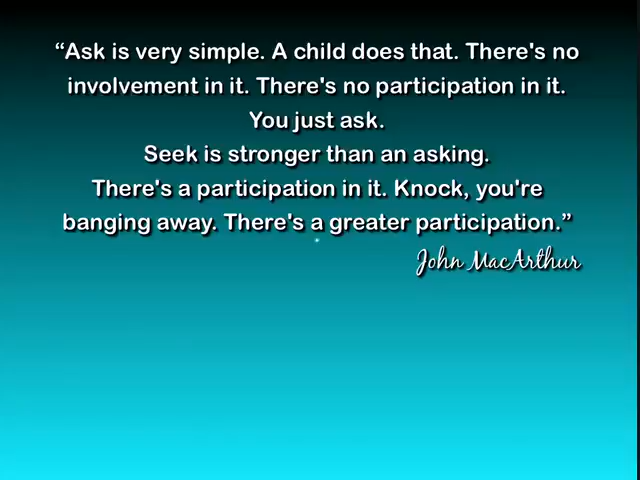 “Ask is very simple. A child does that. There's no
involvement in it. There's no participation in it.
You just ask.
Seek is stronger than an asking.
There's a participation in it. Knock, you're
banging away. There's a greater participation.”
John MacArthur